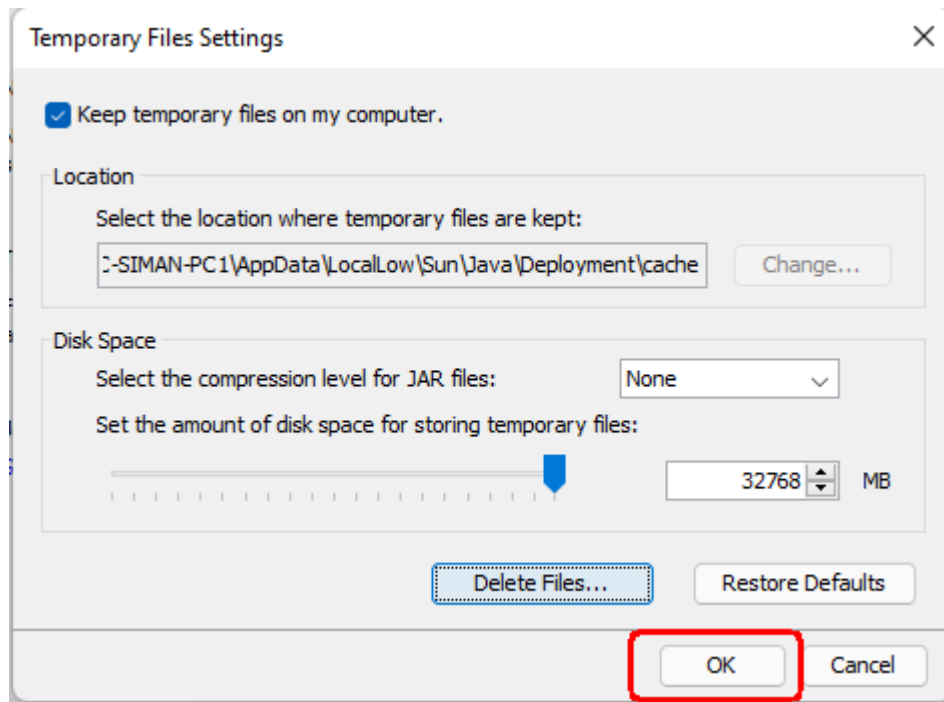 Temporary Files Settings
Keep temporary files on my computer.
Location
Select the location where temporary files are kept:
C-SIMAN-PC1\AppData\LocalLow\Sun\Java\Deployment\cache
Change...
Disk Space
Select the compression level for JAR files:
None
Set the amount of disk space for storing temporary files:
32768 MB
Delete Files...
Restore Defaults
OK
Cancel